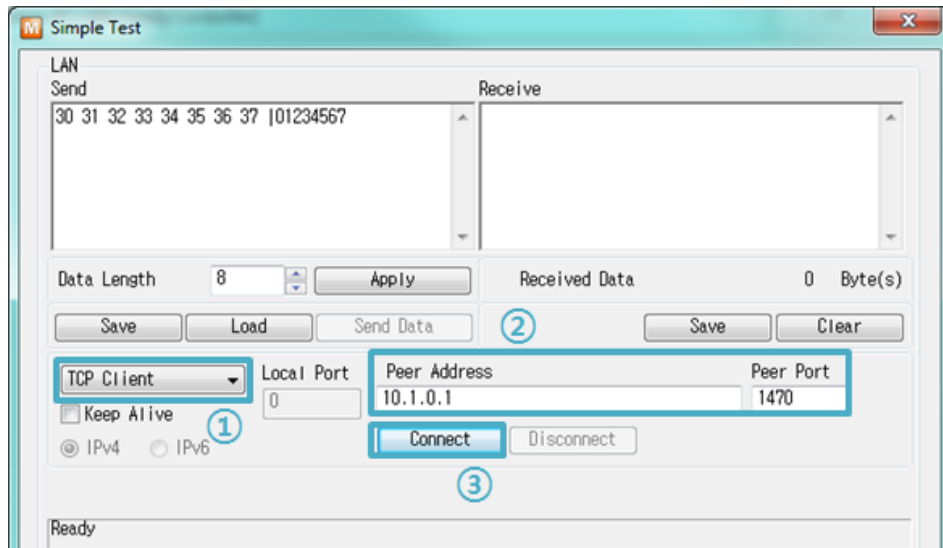 M Simple Test
LAN
Send Receive
30 31 32 33 34 35 36 37 |01234567
Data Length 8 Apply Received Data 0 Byte(s)
Save Load Send Data ② Save Clear
TCP Client Local Port Peer Address Peer Port
0 10.1.0.1 1470
Keep Alive ①
IPv4 IPv6 Connect Disconnect
③
Ready